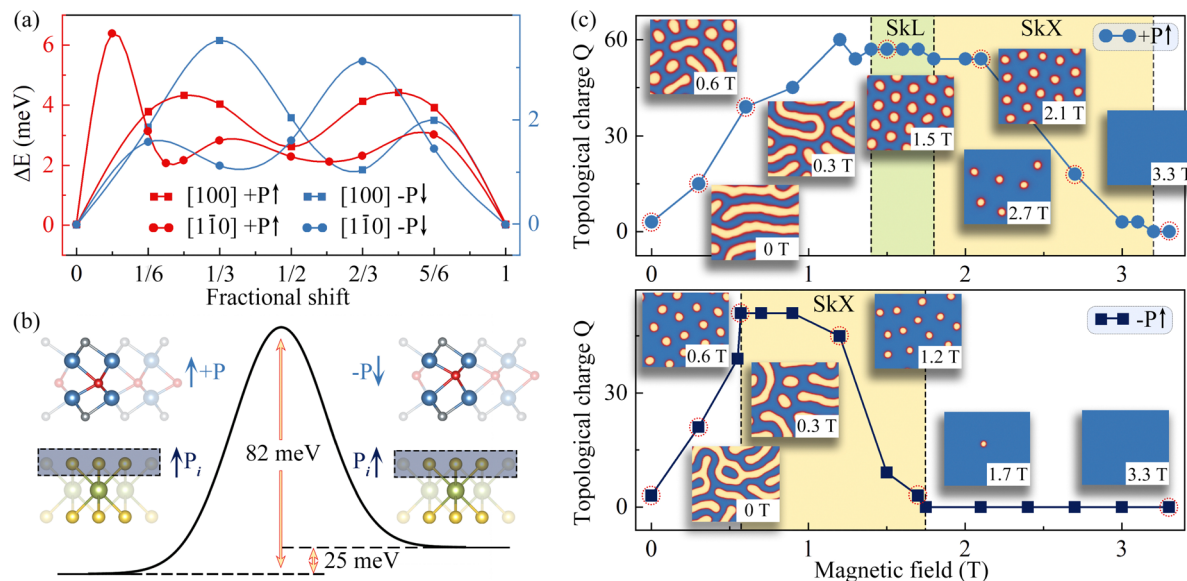 (a)
ΔE (meV)
6
4
2
0
2
0
[100] +P↑
[100] -P↓
[11̄0] +P↑
[11̄0] -P↓
0 1/6 1/3 1/2 2/3 5/6 1
Fractional shift
(b)
↑+P
-P↓
82 meV
↑Pi
Pi↑
25 meV
(c)
SkL
SkX
+P↑
Topological charge Q
60
30
0
0.6 T
0.3 T
0 T
1.5 T
2.1 T
2.7 T
3.3 T
0 1 2 3
SkX
-P↑
Topological charge Q
30
0
0.6 T
0.3 T
0 T
1.2 T
1.7 T
3.3 T
0 1 2 3
Magnetic field (T)